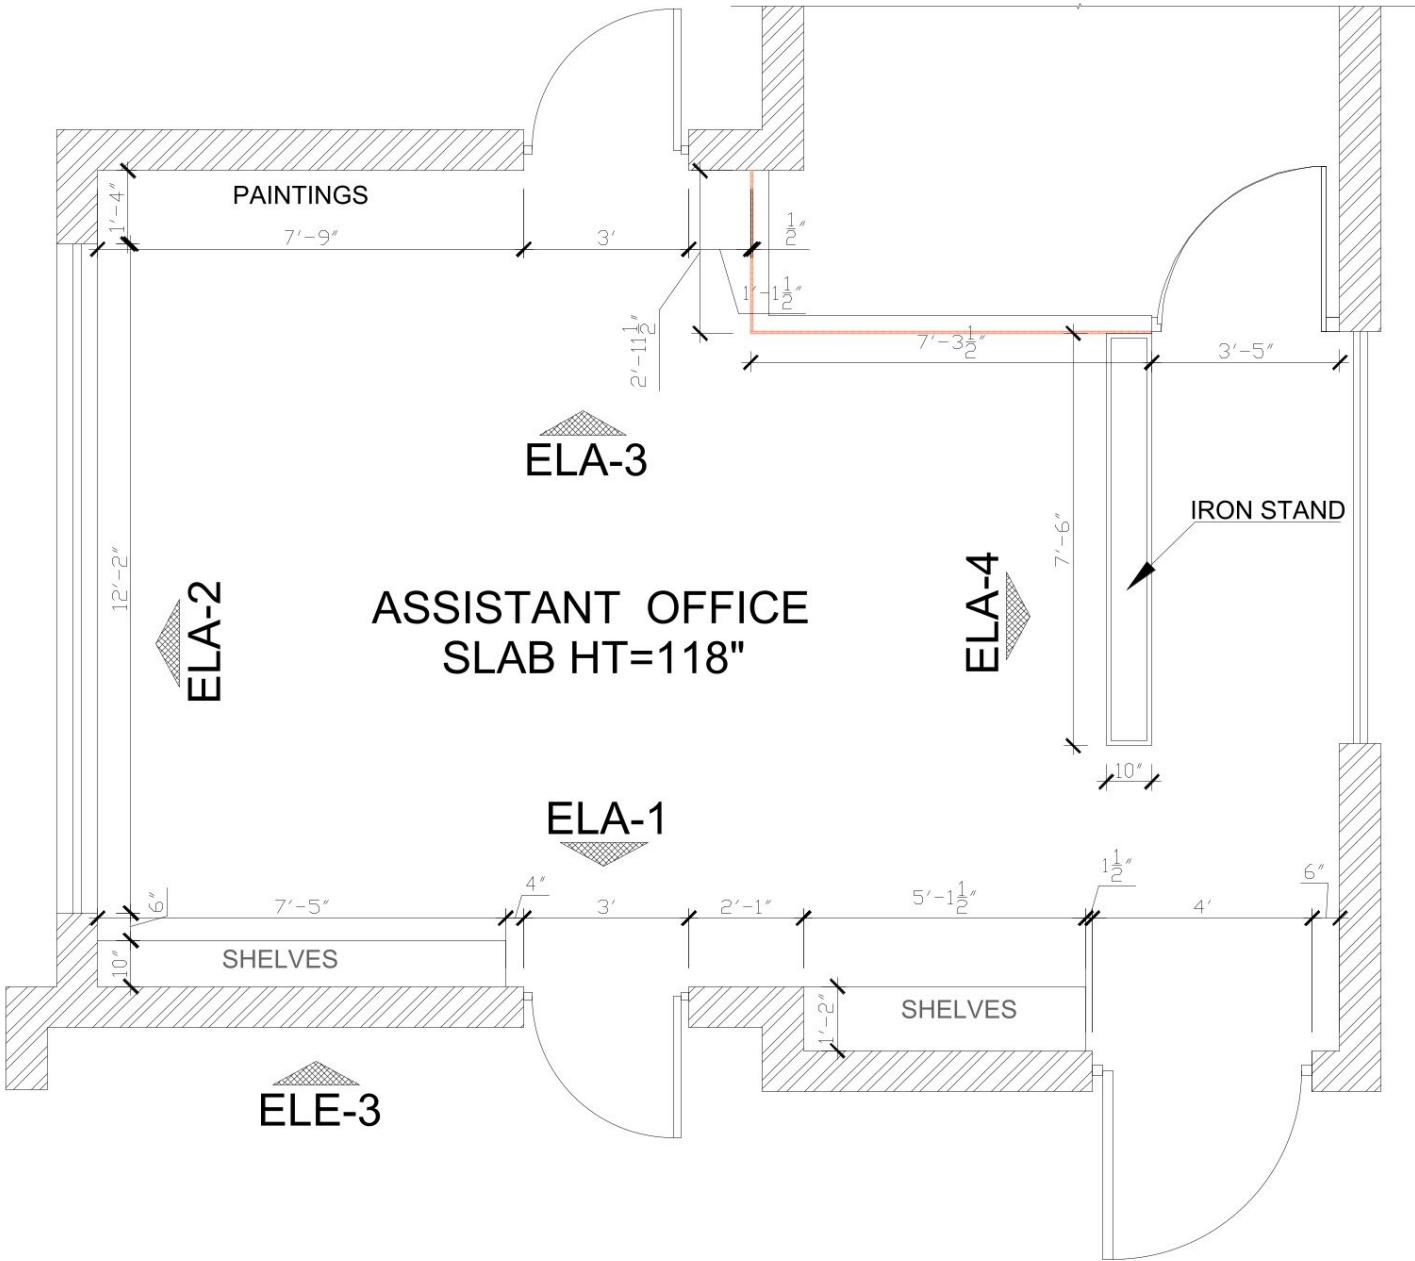 PAINTINGS
1'-4"
7'-9"
3'
1/2"
1'-1 1/2"
2'-11 1/2"
7'-3 1/2"
3'-5"
ELA-3
IRON STAND
7'-6"
12'-2"
ELA-2
ASSISTANT OFFICE
ELA-4
SLAB HT=118"
10"
ELA-1
1 1/2"
6"
4"
6"
7'-5"
3'
2'-1"
5'-1 1/2"
4'
10"
SHELVES
1'-2"
SHELVES
ELE-3